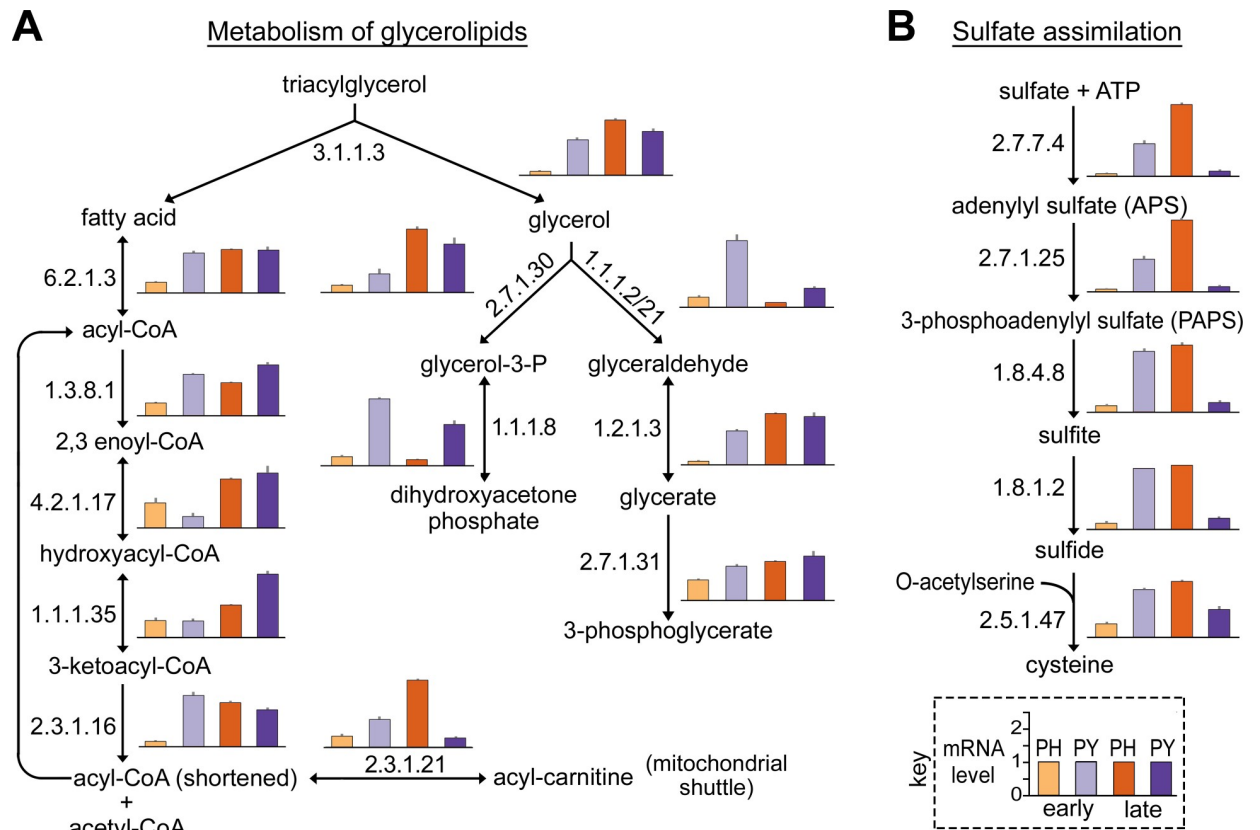 A
Metabolism of glycerolipids
triacylglycerol
3.1.1.3
fatty acid
glycerol
6.2.1.3
2.7.1.30
1.1.1.2/21
acyl-CoA
glycerol-3-P
glyceraldehyde
1.3.8.1
1.1.1.8
1.2.1.3
2,3 enoyl-CoA
dihydroxyacetone
phosphate
glycerate
4.2.1.17
hydroxyacyl-CoA
2.7.1.31
1.1.1.35
3-phosphoglycerate
3-ketoacyl-CoA
2.3.1.16
2.3.1.21
acyl-CoA (shortened)
acyl-carnitine
(mitochondrial
shuttle)
+
acetyl-CoA
B
Sulfate assimilation
sulfate + ATP
2.7.7.4
adenylyl sulfate (APS)
2.7.1.25
3-phosphoadenylyl sulfate (PAPS)
1.8.4.8
sulfite
1.8.1.2
sulfide
O-acetylserine
2.5.1.47
cysteine
key
mRNA
level
2
1
0
PH PY PH PY
early late